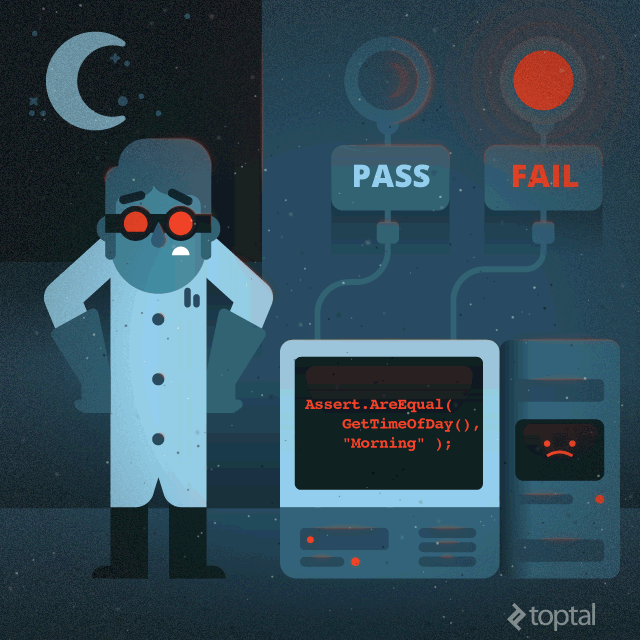 PASS
FAIL
Assert.AreEqual(
GetTimeOfDay(),
"Morning" );
toptal